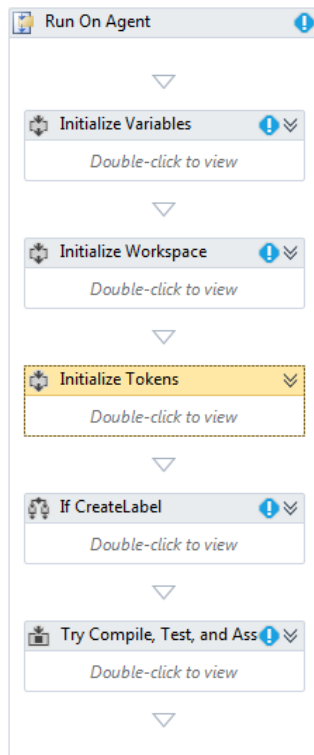 Run On Agent
Initialize Variables
Double-click to view
Initialize Workspace
Double-click to view
Initialize Tokens
Double-click to view
If CreateLabel
Double-click to view
Try Compile, Test, and Ass
Double-click to view